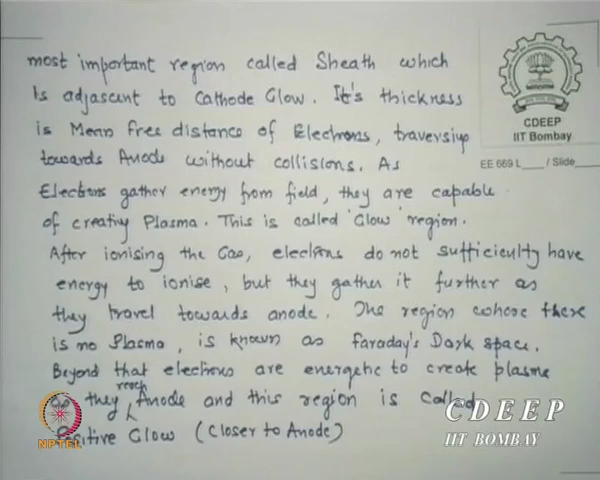 most important region called Sheath which
is adjascent to Cathode Glow. It's thickness
is Mean free distance of Electrons, traversing
towards Anode without collisions. As
Electrons gather energy from field, they are capable
of creating Plasma. This is called 'Glow' region.
After ionising the Gas, electrons do not sufficiently have
energy to ionise, but they gather it further as
they travel towards anode. The region where there
is no Plasma, is known as Faraday's Dark space.
Beyond that electrons are energetic to create plasma
as they reach Anode and this region is called
Positive Glow (Closer to Anode)
CDEEP
IIT Bombay
EE 669 L____ / Slide____
NPTEL
CDEEP
IIT BOMBAY